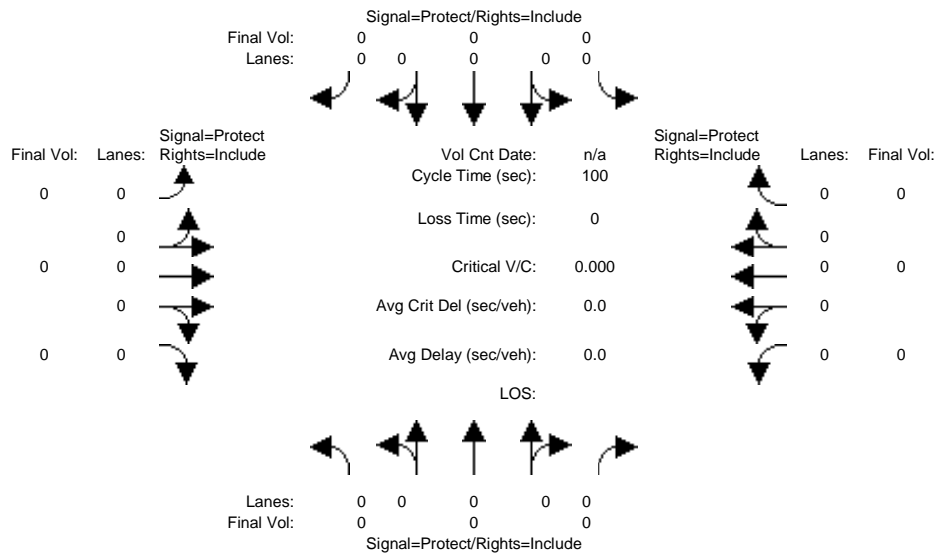 Signal=Protect/Rights=Include
Final Vol: 0 0 0
Lanes: 0 0 0 0 0
Signal=Protect Signal=Protect
Final Vol: Lanes: Rights=Include Vol Cnt Date: n/a Rights=Include Lanes: Final Vol:
Cycle Time (sec): 100
0 0 0 0
Loss Time (sec): 0
0 0
0 0 Critical V/C: 0.000 0 0
0 Avg Crit Del (sec/veh): 0.0 0
0 0 Avg Delay (sec/veh): 0.0 0 0
LOS:
Lanes: 0 0 0 0 0
Final Vol: 0 0 0
Signal=Protect/Rights=Include